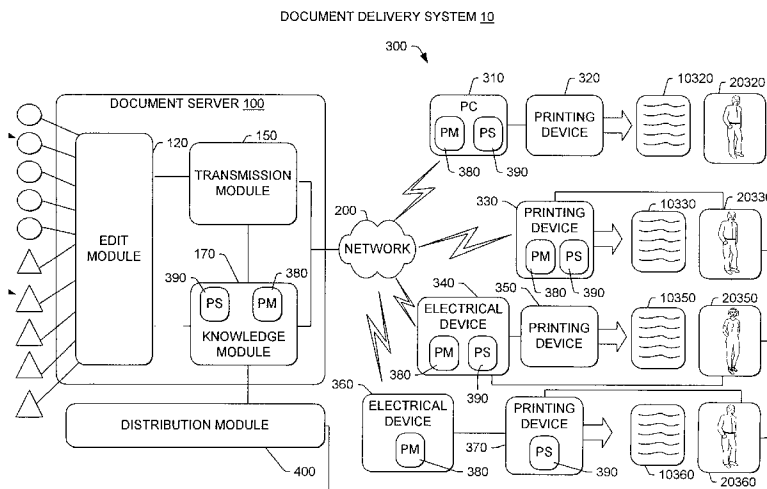 DOCUMENT DELIVERY SYSTEM 10
300
310
320
10320
20320
DOCUMENT SERVER 100
PC
PM
PS
380
390
PRINTING
DEVICE
120
150
TRANSMISSION
MODULE
EDIT
MODULE
200
NETWORK
330
PRINTING
DEVICE
PM
PS
380
390
10330
170
390
380
PS
PM
KNOWLEDGE
MODULE
340
ELECTRICAL
DEVICE
PM
PS
380
390
350
PRINTING
DEVICE
10350
20350
DISTRIBUTION MODULE
400
360
ELECTRICAL
DEVICE
PM
380
370
PRINTING
DEVICE
PS
390
10360
20360